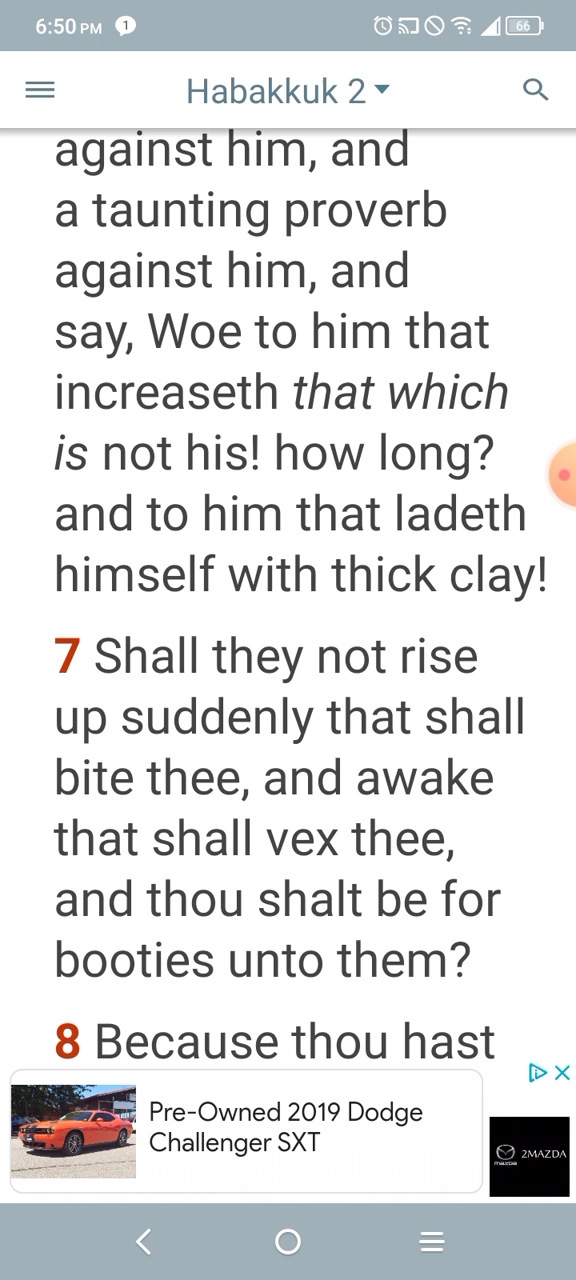 6:50 PM 1 66
Habakkuk 2
against him, and
a taunting proverb
against him, and
say, Woe to him that
increaseth that which
is not his! how long?
and to him that ladeth
himself with thick clay!
7 Shall they not rise
up suddenly that shall
bite thee, and awake
that shall vex thee,
and thou shalt be for
booties unto them?
8 Because thou hast
Pre-Owned 2019 Dodge
Challenger SXT
mazda 2MAZDA